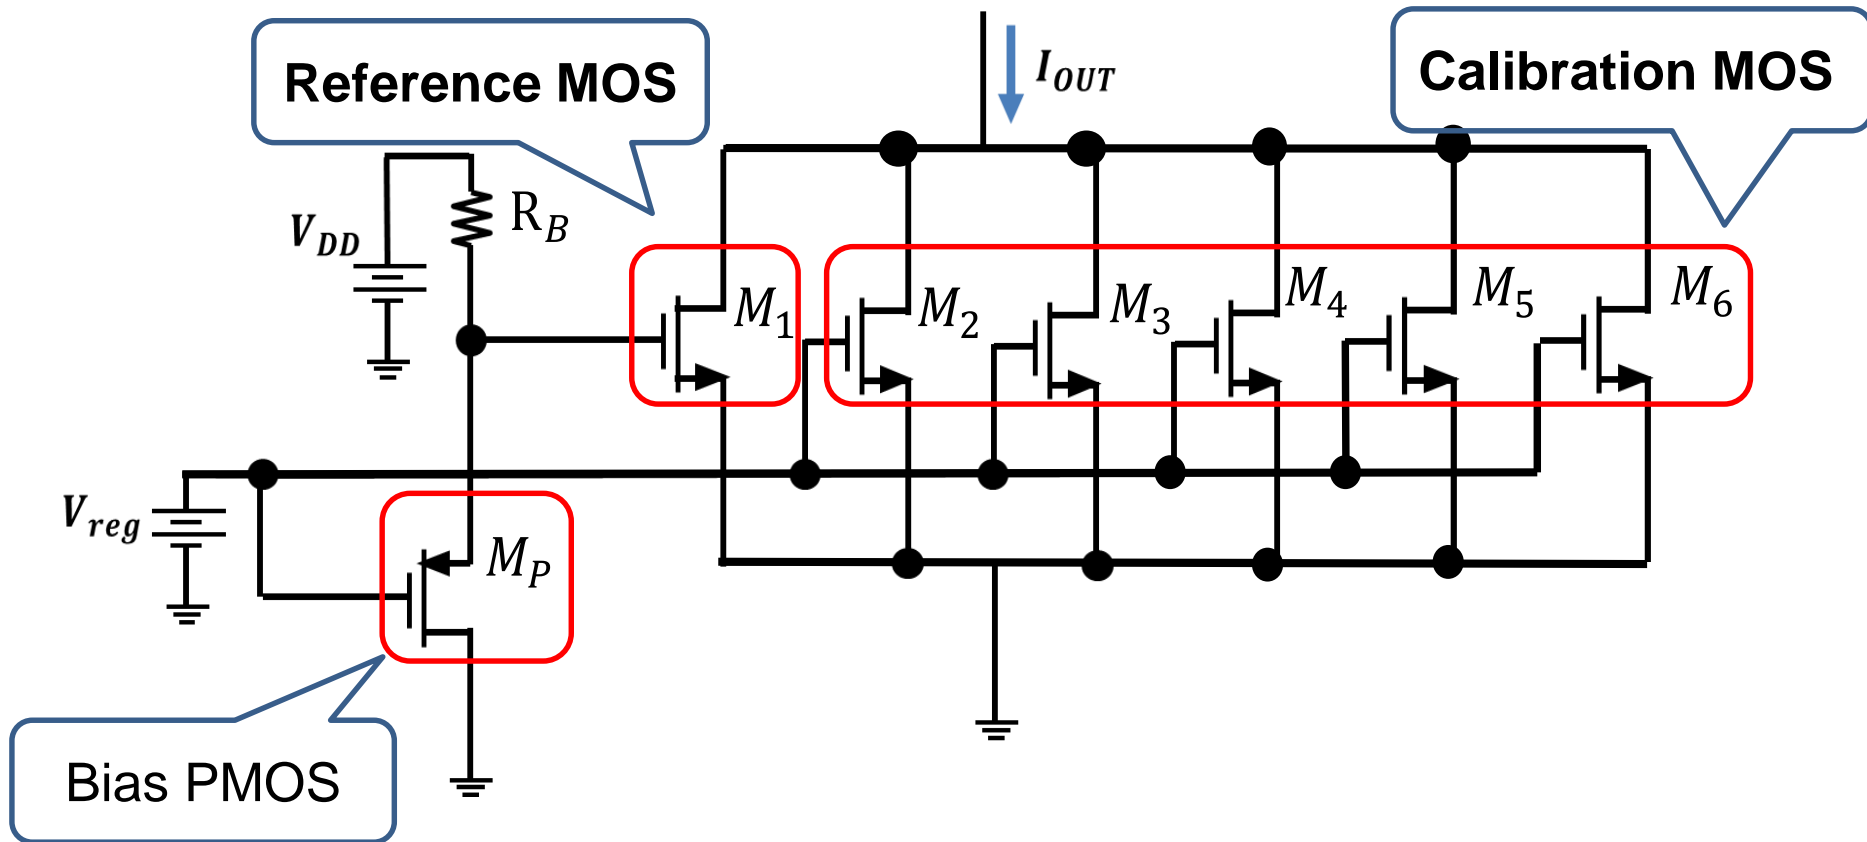 Reference MOS
I_OUT
Calibration MOS
V_DD
R_B
M_1
M_2
M_3
M_4
M_5
M_6
V_reg
M_P
Bias PMOS